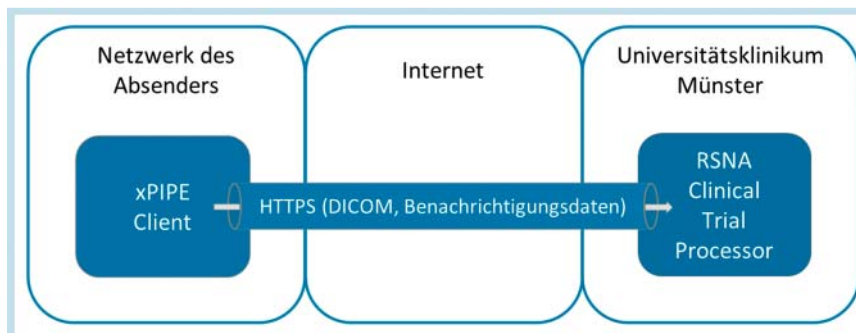 Netzwerk des
Absenders
Internet
Universitätsklinikum
Münster
xPIPE
Client
HTTPS (DICOM, Benachrichtigungsdaten)
RSNA
Clinical
Trial
Processor